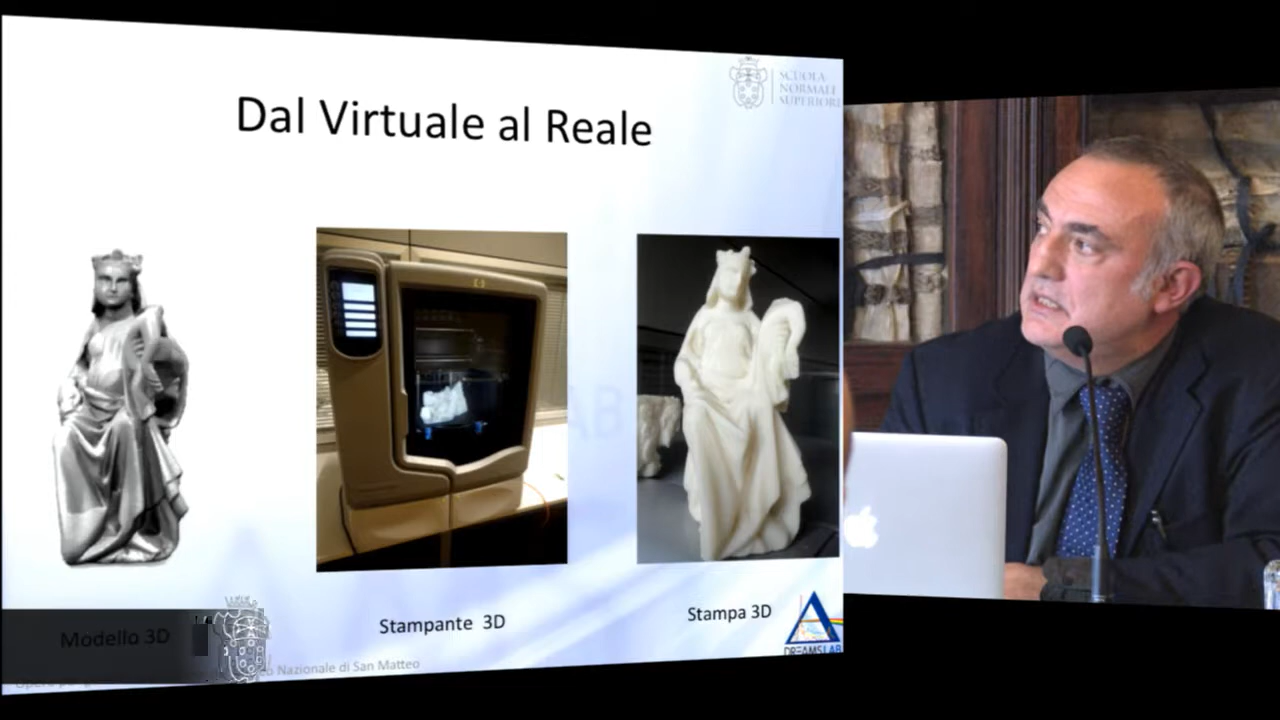 SCUOLA
NORMALE
SUPERIORE
Dal Virtuale al Reale
Modello 3D
Stampante 3D
Stampa 3D
DREAMSLAB
Nazionale di San Matteo